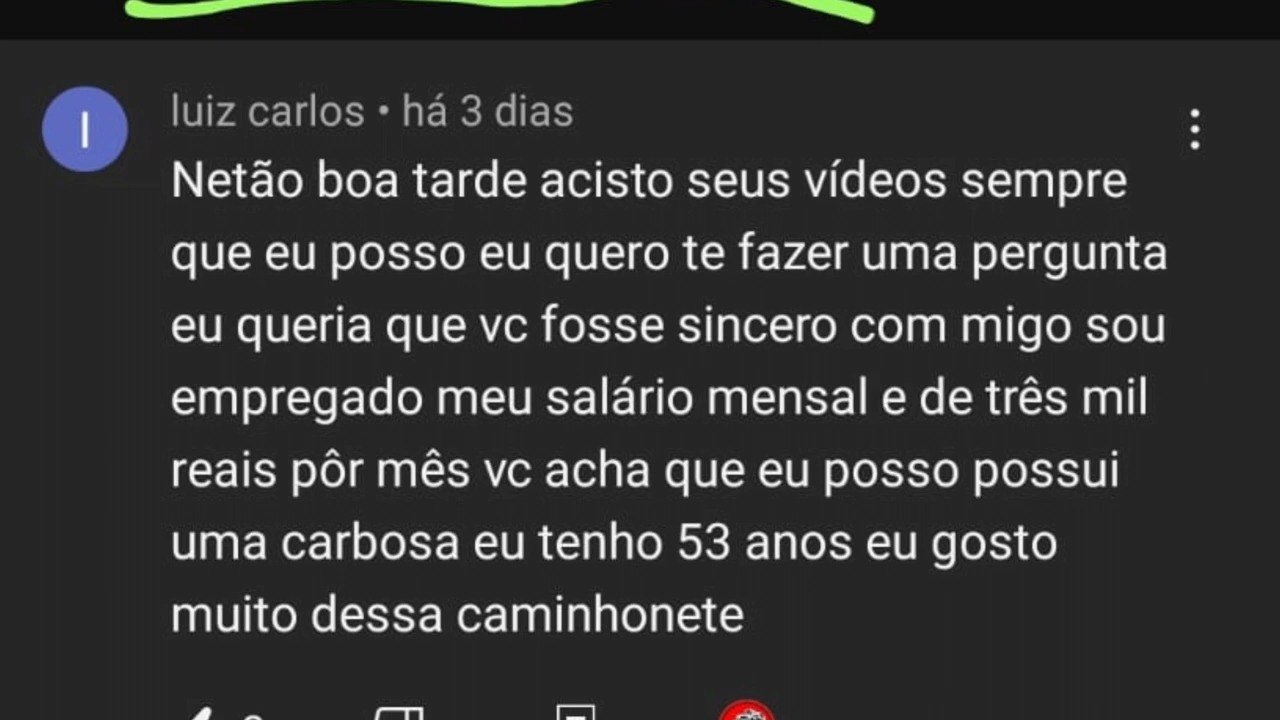 luiz carlos • há 3 dias
Netão boa tarde acisto seus vídeos sempre
que eu posso eu quero te fazer uma pergunta
eu queria que vc fosse sincero com migo sou
empregado meu salário mensal e de três mil
reais pôr mês vc acha que eu posso possui
uma carbosa eu tenho 53 anos eu gosto
muito dessa caminhonete